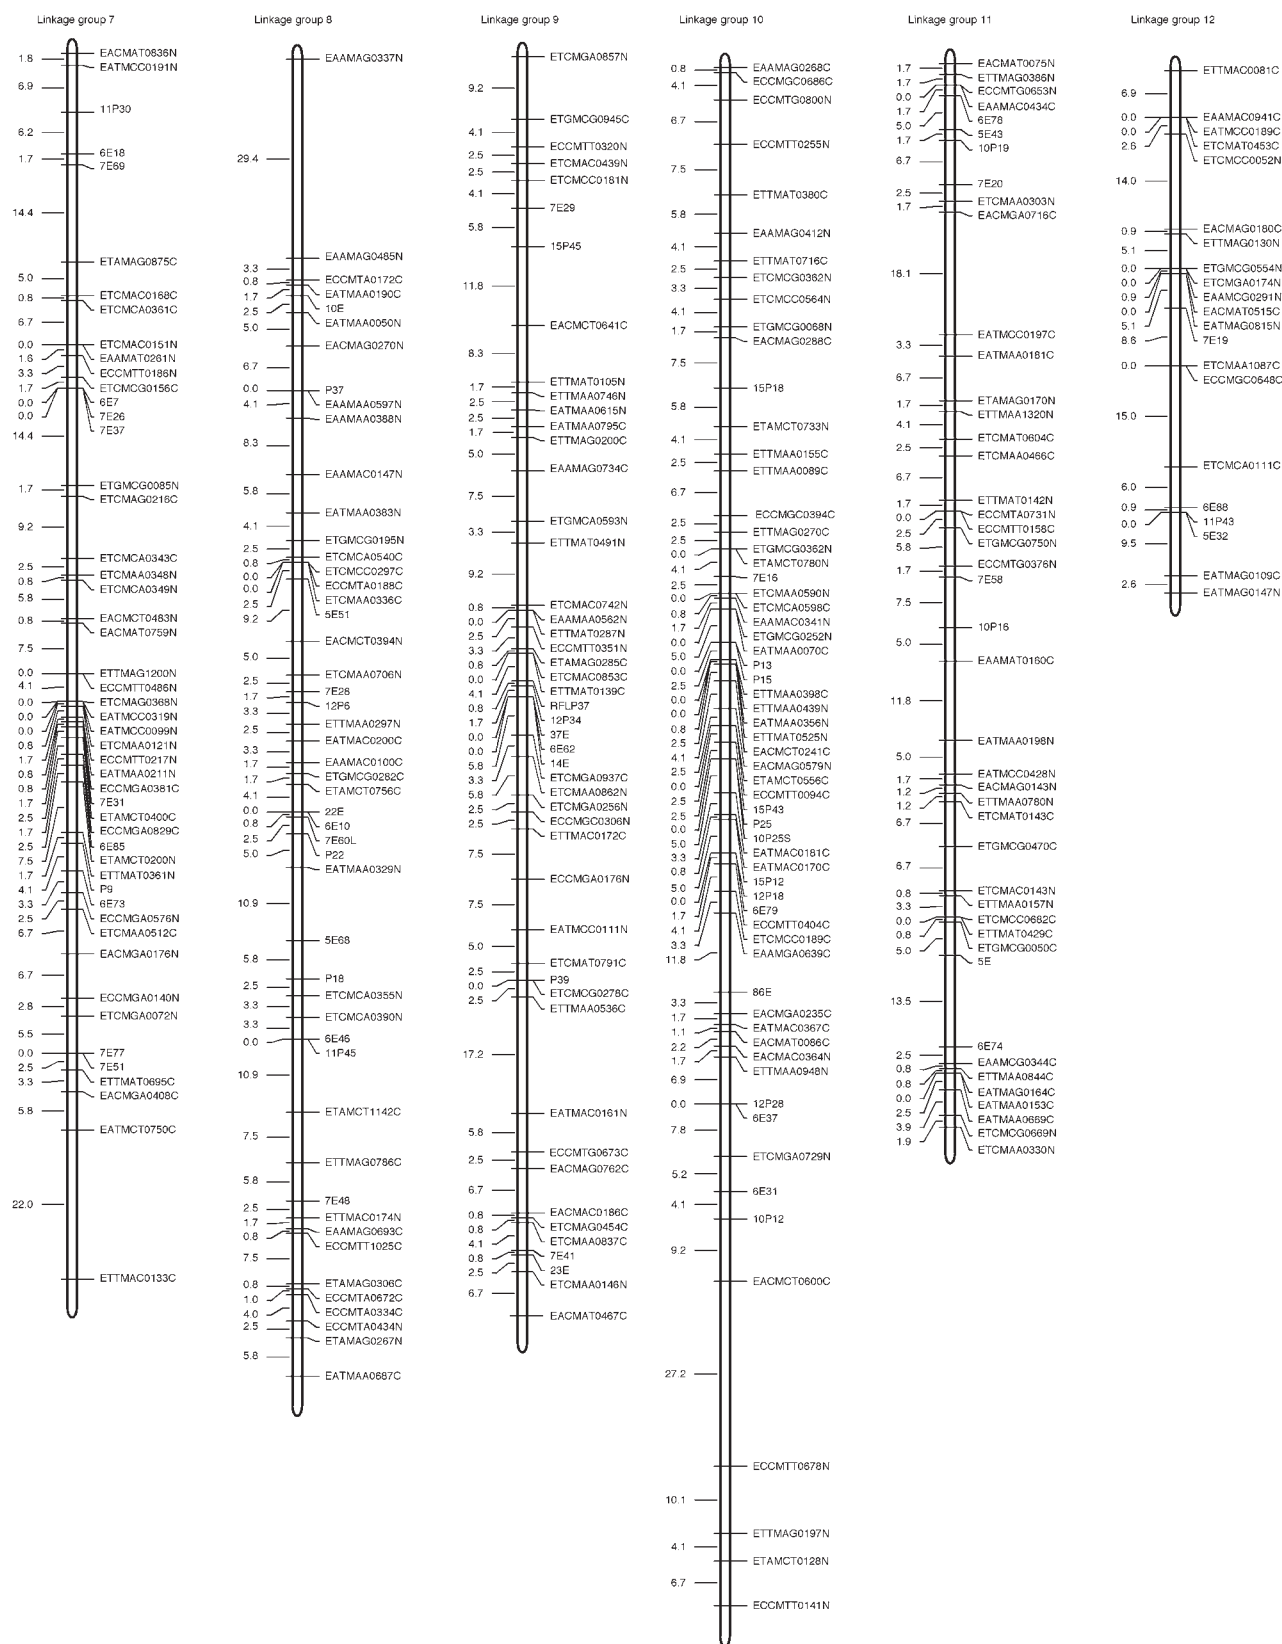 Linkage group 7
1.8
6.9
6.2
1.7
14.4
5.0
0.8
6.7
0.0
1.6
3.3
1.7
0.0
0.0
14.4
1.7
9.2
2.5
0.8
5.8
0.8
7.5
0.0
4.1
0.0
0.0
0.0
0.8
1.7
0.8
0.8
1.7
2.5
1.7
2.5
7.5
1.7
4.1
3.3
2.5
6.7
6.7
2.8
5.5
0.0
2.5
3.3
5.8
22.0
EACMAT0836N
EATMCC0191N
11P30
6E18
7E69
ETAMAG0875C
ETCMAC0168C
ETCMCA0361C
ETCMAC0151N
EAAMAT0261N
ECCMTT0186N
ETCMCG0156C
6E7
7E26
7E37
ETGMCG0085N
ETCMAG0216C
ETCMCA0343C
ETCMAA0348N
ETCMCA0349N
EACMCT0483N
EACMAT0759N
ETTMAG1200N
ECCMTT0486N
ETCMAG0368N
EATMCC0319N
EATMCC0099N
ETCMAA0121N
ECCMTT0217N
EATMAA0211N
ECCMGA0381C
7E31
ETAMCT0400C
ECCMGA0829C
6E85
ETAMCT0200N
ETTMAT0361N
P9
6E73
ECCMGA0576N
ETCMAA0512C
EACMGA0176N
ECCMGA0140N
ETCMGA0072N
7E77
7E51
ETTMAT0695C
EACMGA0408C
EATMCT0750C
ETTMAC0133C
Linkage group 8
29.4
3.3
0.8
1.7
2.5
5.0
6.7
0.0
4.1
8.3
5.8
4.1
2.5
0.8
0.0
0.0
2.5
9.2
5.0
2.5
1.7
3.3
2.5
3.3
1.7
1.7
4.1
0.0
0.8
2.5
5.0
10.9
5.8
2.5
3.3
3.3
0.0
10.9
7.5
5.8
2.5
1.7
0.8
7.5
0.8
1.0
4.0
2.5
5.8
EAAMAG0337N
EAAMAG0485N
ECCMTA0172C
EATMAA0190C
10E
EATMAA0050N
EACMAG0270N
P37
EAAMAA0597N
EAAMAA0388N
EAAMAC0147N
EATMAA0383N
ETGMCG0195N
ETCMCA0540C
ETCMCC0297C
ECCMTA0188C
ETCMAA0336C
5E51
EACMCT0394N
ETCMAA0706N
7E28
12P6
ETTMAA0297N
EATMAC0200C
EAAMAC0100C
ETGMCG0282C
ETAMCT0756C
22E
6E10
7E60L
P22
EATMAA0329N
5E68
P18
ETCMCA0355N
ETCMCA0390N
6E46
11P45
ETAMCT1142C
ETTMAG0786C
7E48
ETTMAC0174N
EAAMAG0693C
ECCMTT1025C
ETAMAG0306C
ECCMTA0672C
ECCMTA0334C
ECCMTA0434N
ETAMAG0267N
EATMAA0687C
Linkage group 9
9.2
4.1
2.5
2.5
4.1
5.8
11.8
8.3
1.7
2.5
2.5
1.7
5.0
7.5
3.3
9.2
0.8
0.0
2.5
3.3
0.8
0.0
4.1
0.8
1.7
0.0
0.0
5.8
3.3
5.8
2.5
2.5
7.5
7.5
5.0
2.5
0.0
2.5
17.2
5.8
2.5
6.7
0.8
0.8
4.1
0.8
2.5
6.7
ETCMGA0857N
ETGMCG0945C
ECCMTT0320N
ETCMAC0439N
ETCMCC0181N
7E29
15P45
EACMCT0641C
ETTMAT0105N
ETTMAA0746N
EATMAA0615N
EATMAA0795C
ETTMAG0200C
EAAMAG0734C
ETGMCA0593N
ETTMAT0491N
ETCMAC0742N
EAAMAA0562N
ETTMAT0287N
ECCMTT0351N
ETAMAG0285C
ETCMAC0853C
ETTMAT0139C
RFLP37
12P34
37E
6E62
14E
ETCMGA0937C
ETCMAA0862N
ETCMGA0256N
ECCMGC0306N
ETTMAC0172C
ECCMGA0176N
EATMCC0111N
ETCMAT0791C
P39
ETCMCG0278C
ETTMAA0536C
EATMAC0161N
ECCMTG0673C
EACMAG0762C
EACMAC0186C
ETCMAG0454C
ETCMAA0837C
7E41
23E
ETCMAA0146N
EACMAT0467C
Linkage group 10
0.8
4.1
6.7
7.5
5.8
4.1
2.5
3.3
4.1
1.7
7.5
5.8
4.1
2.5
6.7
2.5
2.5
0.0
4.1
2.5
0.0
0.8
1.7
0.0
5.0
0.0
2.5
0.0
0.0
0.8
2.5
4.1
2.5
0.0
2.5
0.0
5.0
3.3
0.8
5.0
0.0
1.7
4.1
3.3
11.8
3.3
1.7
1.1
2.2
1.7
6.9
0.0
7.8
5.2
4.1
9.2
27.2
10.1
4.1
6.7
EAAMAG0268C
ECCMGC0686C
ECCMTG0800N
ECCMTT0255N
ETTMAT0380C
EAAMAG0412N
ETTMAT0716C
ETCMCG0362N
ETCMCC0564N
ETGMCG0068N
EACMAG0288C
15P18
ETAMCT0733N
ETTMAA0155C
ETTMAA0089C
ECCMGC0394C
ETTMAG0270C
ETGMCG0362N
ETCMAT0780N
7E16
ETCMAA0590N
ETCMCA0598C
EAAMAC0341N
ETGMCG0252N
EATMAA0070C
P13
P15
ETTMAA0398C
ETTMAA0439N
EATMAA0356N
ETTMAT0525N
EACMCT0241C
EACMAG0579N
ETAMCT0556C
ECCMTT0094C
15P43
P25
10P25S
EATMAC0181C
EATMAC0170C
15P12
12P18
6E79
ECCMTT0404C
ETCMCC0189C
EAAMGA0639C
86E
EACMGA0235C
EATMAC0367C
EACMAT0086C
EACMAC0364N
ETTMAA0948N
12P28
6E37
ETCMGA0729N
6E31
10P12
EACMCT0600C
ECCMTT0678N
ETTMAG0197N
ETAMCT0128N
ECCMTT0141N
Linkage group 11
1.7
1.7
0.0
1.7
5.0
1.7
6.7
2.5
1.7
18.1
3.3
6.7
1.7
4.1
2.5
6.7
1.7
0.0
2.5
5.8
1.7
7.5
5.0
11.8
5.0
1.7
1.2
1.2
6.7
6.7
0.8
3.3
0.0
0.8
5.0
13.5
2.5
0.8
0.8
0.0
2.5
3.9
1.9
EACMAT0075N
ETTMAG0386N
ECCMTG0653N
EAAMAC0434C
6E78
5E43
10P19
7E20
ETCMAA0303N
EACMGA0716C
EATMCC0197C
EATMAA0181C
ETAMAG0170N
ETTMAA1320N
ETCMAT0604C
ETCMAA0466C
ETTMAT0142N
ECCMTA0731N
ECCMTT0158C
ETGMCG0750N
ECCMTG0376N
7E58
10P16
EAAMAT0160C
EATMAA0198N
EATMCC0428N
EACMAG0143N
ETTMAA0780N
ETCMAT0143C
ETGMCG0470C
ETCMAC0143N
ETTMAA0157N
ETCMCC0682C
ETTMAT0429C
ETGMCG0050C
5E
6E74
EAAMCG0344C
ETTMAA0844C
EATMAG0164C
EATMAA0153C
EATMAA0669C
ETCMCG0669N
ETCMAA0330N
Linkage group 12
6.9
0.0
0.0
2.6
14.0
0.9
5.1
0.0
0.0
0.9
0.0
5.1
8.6
0.0
15.0
6.0
0.9
0.0
9.5
2.6
ETTMAC0081C
EAAMAC0941C
EATMCC0189C
ETCMAT0453C
ETCMCC0052N
EACMAG0180C
ETTMAG0130N
ETGMCG0554N
ETCMGA0174N
EAAMCG0291N
EACMAT0515C
EATMAG0815N
7E19
ETCMAA1087C
ECCMGC0648C
ETCMCA0111C
6E88
11P43
5E32
EATMAG0109C
EATMAG0147N